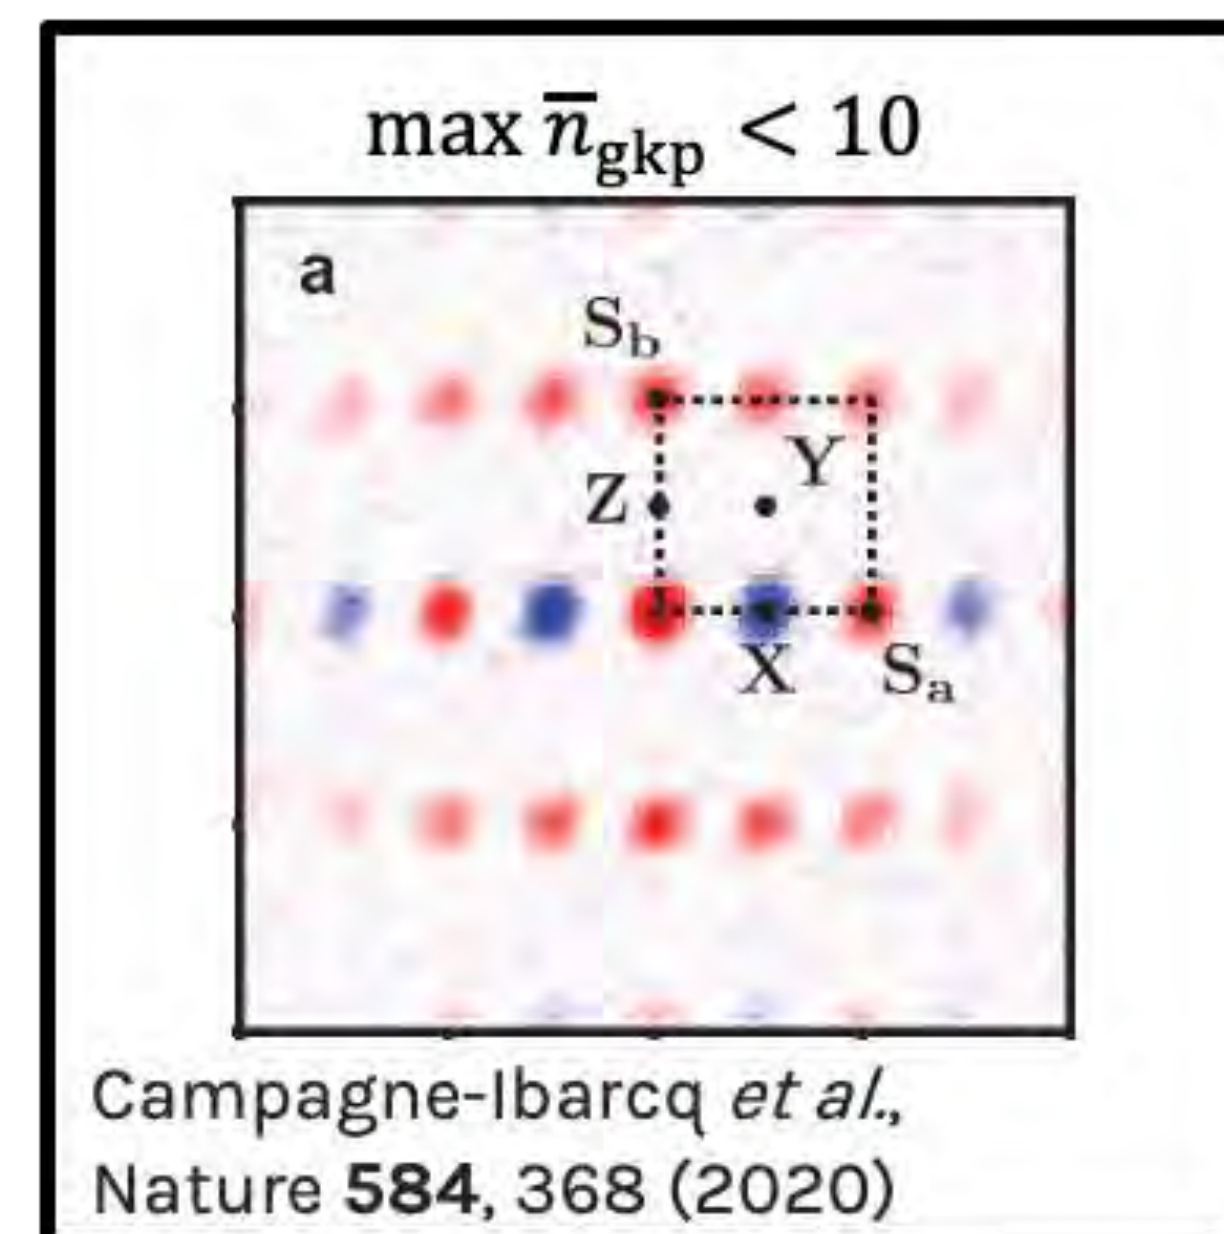 max n̅gkp < 10
a
Sb
Z
Y
X
Sa
Campagne-Ibarcq et al.,
Nature 584, 368 (2020)